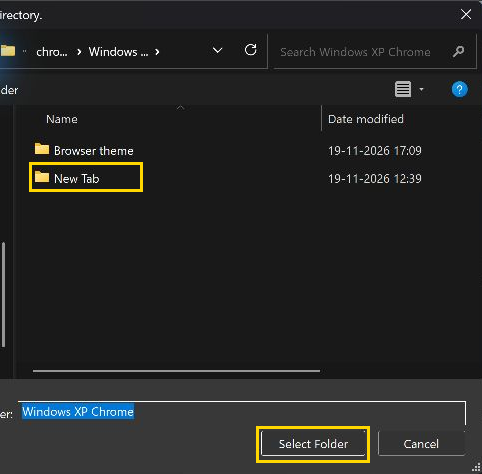 irectory.
chro... > Windows ... > Search Windows XP Chrome
der ?
Name Date modified
Browser theme 19-11-2026 17:09
New Tab 19-11-2026 12:39
er: Windows XP Chrome
Select Folder Cancel